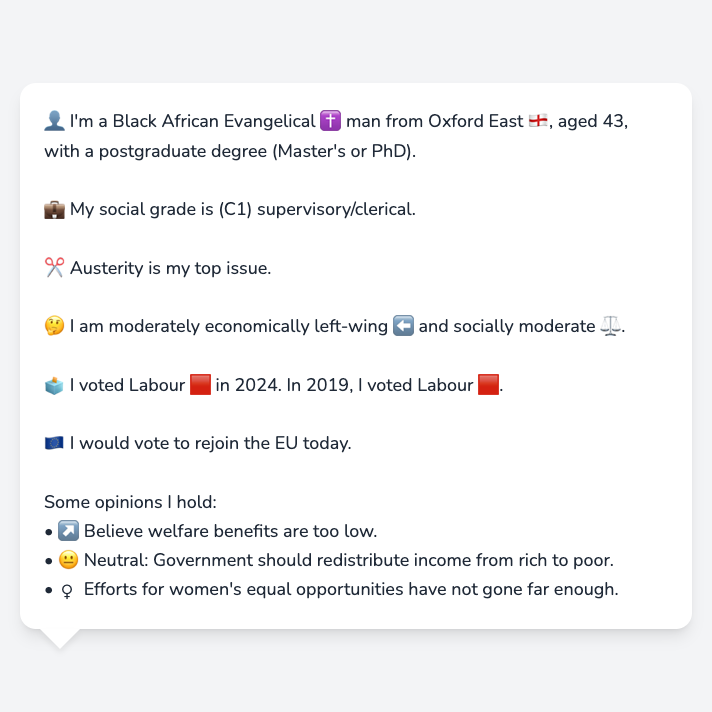 👤 I'm a Black African Evangelical ✝️ man from Oxford East 🏴󠁧󠁢󠁥󠁮󠁧󠁿, aged 43,
with a postgraduate degree (Master's or PhD).
💼 My social grade is (C1) supervisory/clerical.
✂️ Austerity is my top issue.
🤔 I am moderately economically left-wing ⬅️ and socially moderate ⚖️.
🗳️ I voted Labour 🟥 in 2024. In 2019, I voted Labour 🟥.
🇪🇺 I would vote to rejoin the EU today.
Some opinions I hold:
• ↗️ Believe welfare benefits are too low.
• 😐 Neutral: Government should redistribute income from rich to poor.
• ♀ Efforts for women's equal opportunities have not gone far enough.